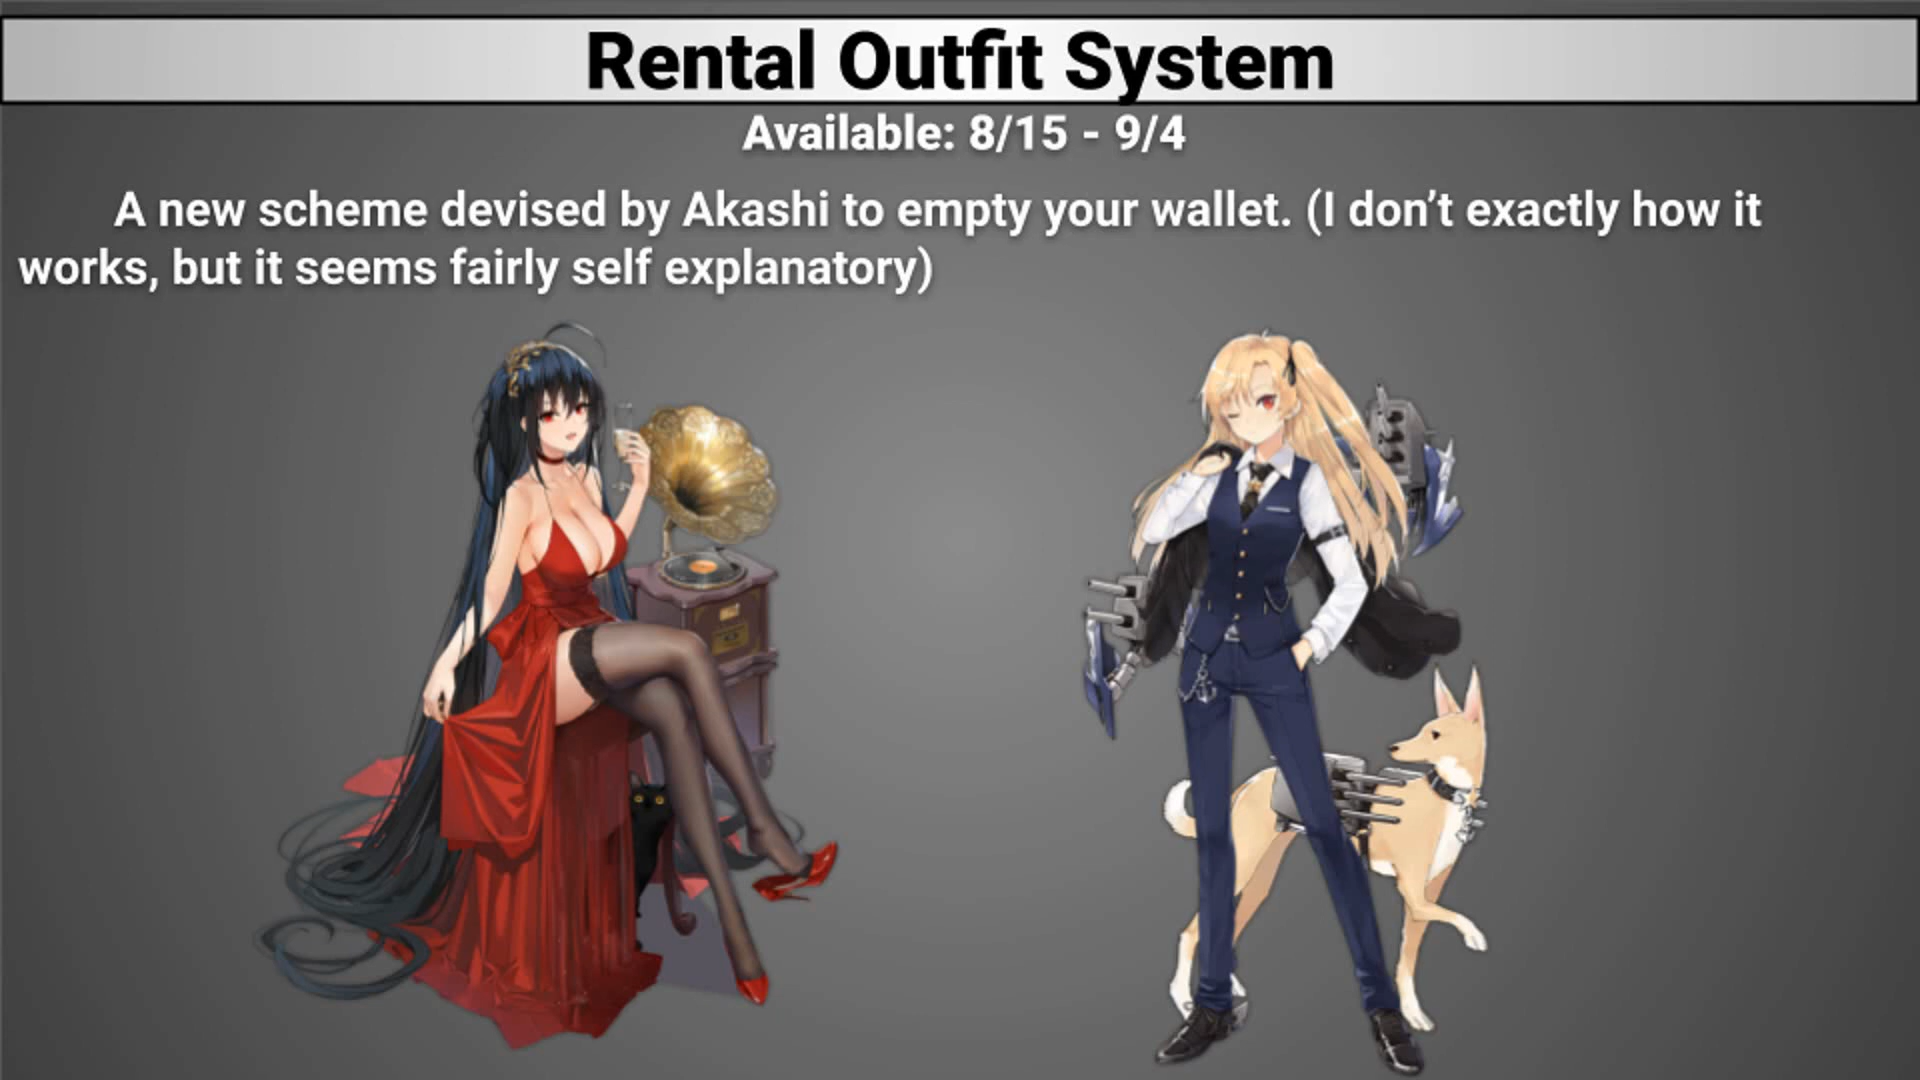 Rental Outfit System
Available: 8/15 - 9/4
A new scheme devised by Akashi to empty your wallet. (I don’t exactly how it
works, but it seems fairly self explanatory)